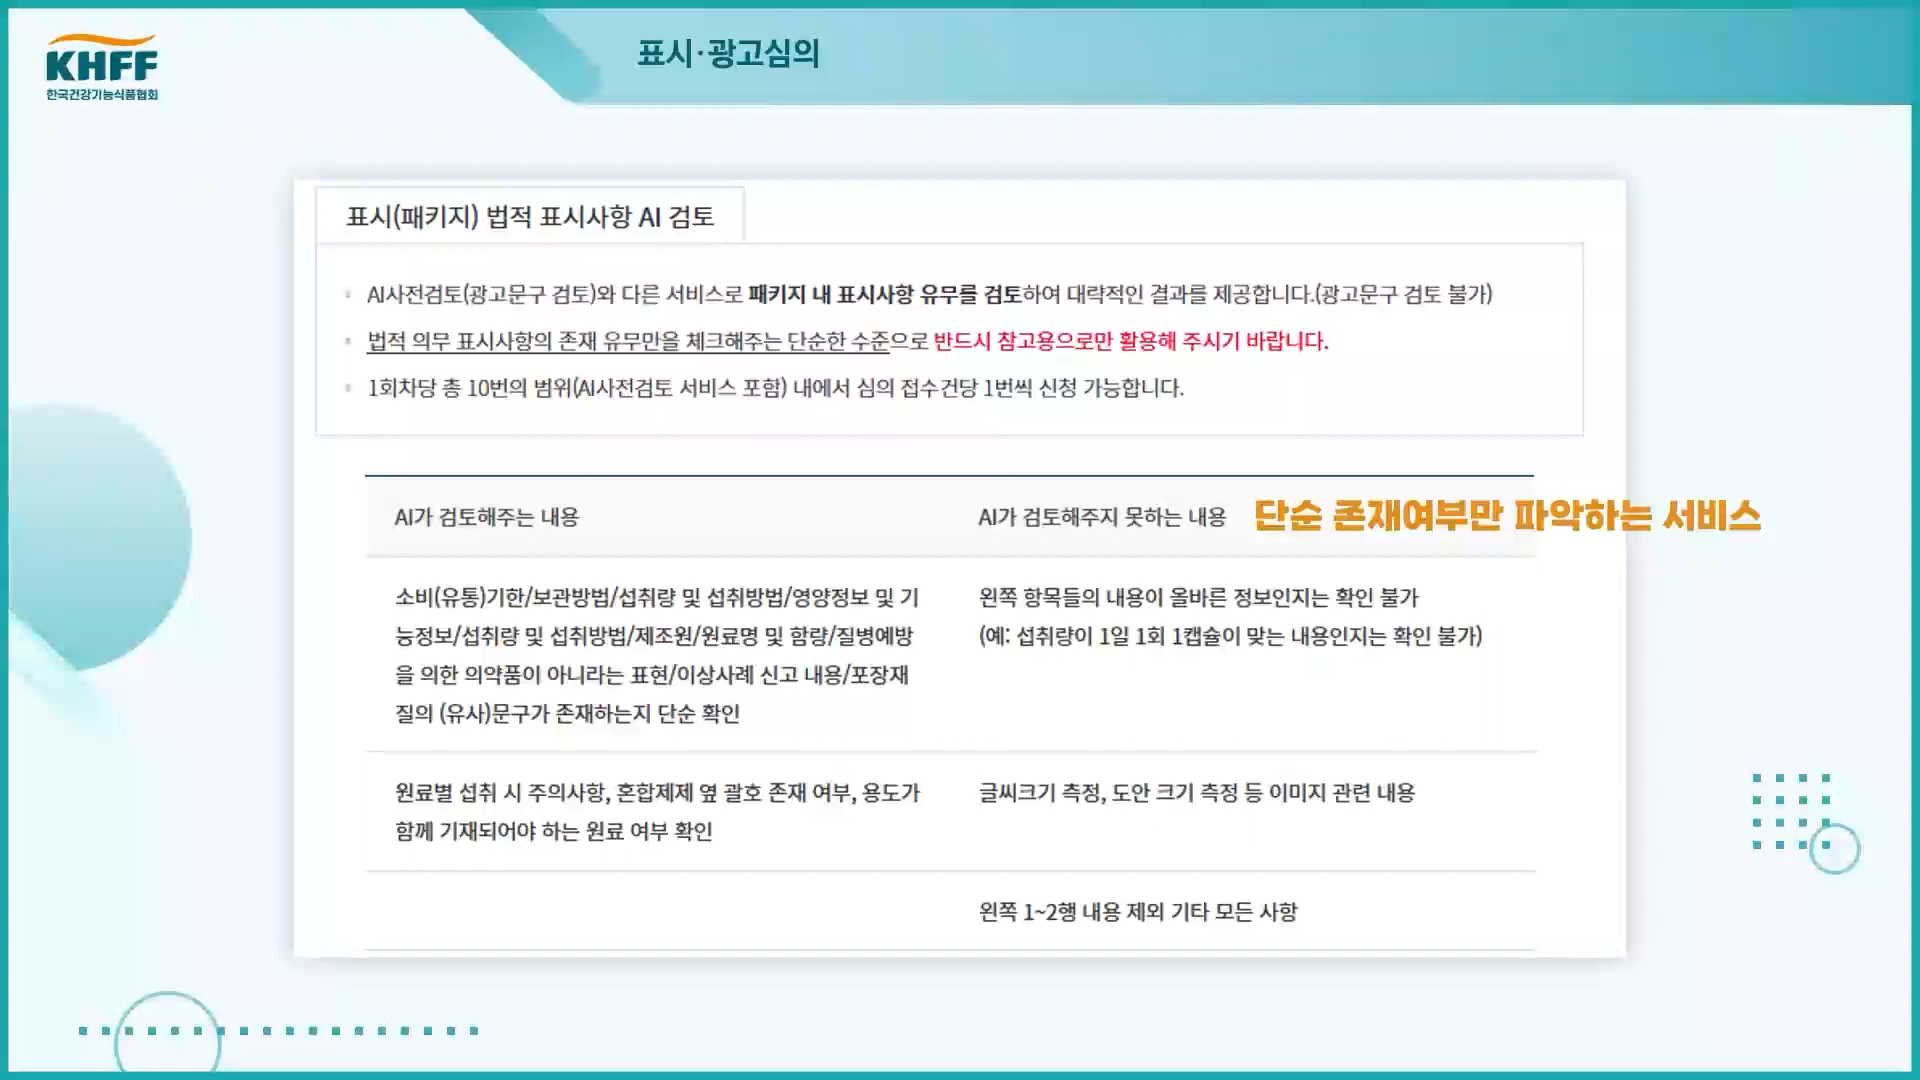 KHFF
한국건강기능식품협회
표시·광고심의
표시(패키지) 법적 표시사항 AI 검토
AI사전검토(광고문구 검토)와 다른 서비스로 패키지 내 표시사항 유무를 검토하여 대략적인 결과를 제공합니다.(광고문구 검토 불가)
법적 의무 표시사항의 존재 유무만을 체크해주는 단순한 수준으로 반드시 참고용으로만 활용해 주시기 바랍니다.
1회차당 총 10번의 범위(AI사전검토 서비스 포함) 내에서 심의 접수건당 1번씩 신청 가능합니다.
AI가 검토해주는 내용
AI가 검토해주지 못하는 내용
단순 존재여부만 파악하는 서비스
소비(유통)기한/보관방법/섭취량 및 섭취방법/영양정보 및 기
능정보/섭취량 및 섭취방법/제조원/원료명 및 함량/질병예방
을 의한 의약품이 아니라는 표현/이상사례 신고 내용/포장재
질의 (유사)문구가 존재하는지 단순 확인
왼쪽 항목들의 내용이 올바른 정보인지는 확인 불가
(예: 섭취량이 1일 1회 1캡슐이 맞는 내용인지는 확인 불가)
원료별 섭취 시 주의사항, 혼합제제 옆 괄호 존재 여부, 용도가
함께 기재되어야 하는 원료 여부 확인
글씨크기 측정, 도안 크기 측정 등 이미지 관련 내용
왼쪽 1~2행 내용 제외 기타 모든 사항